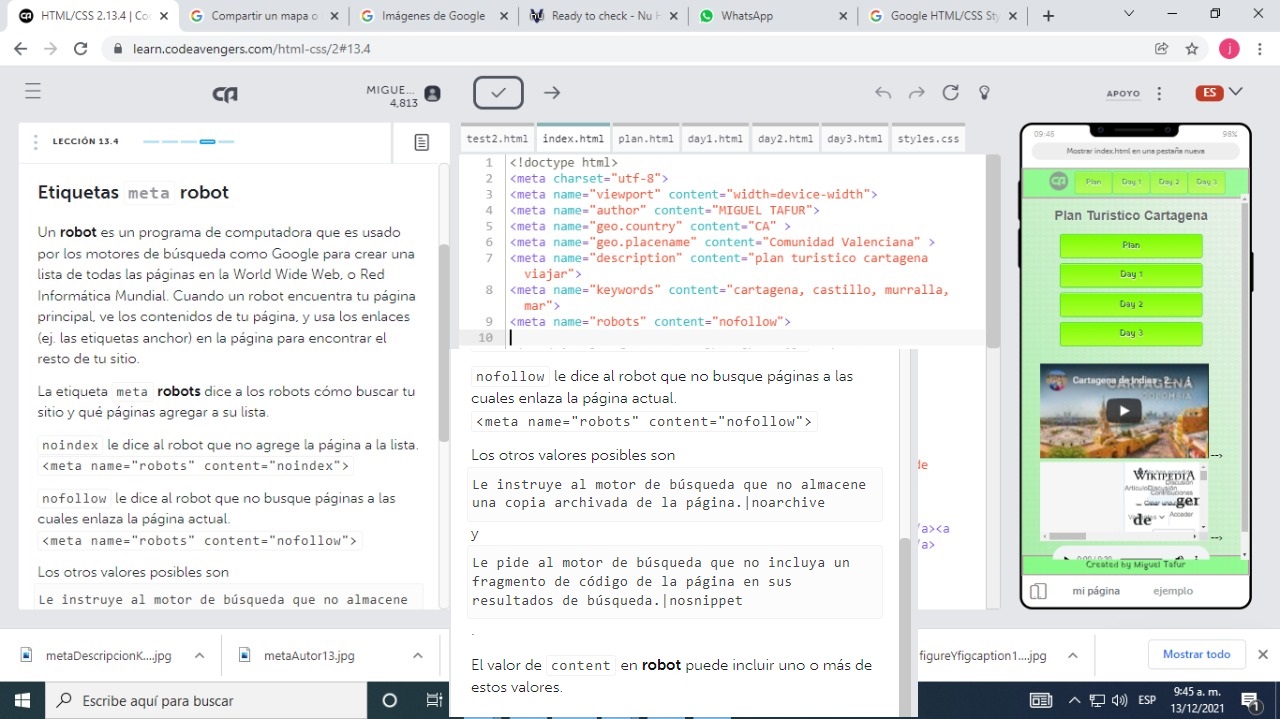 HTML/CSS 2.13.4 | Co
Compartir un mapa o
Imágenes de Google
Ready to check - Nu H
WhatsApp
Google HTML/CSS Sty
learn.codeavengers.com/html-css/2#13.4
j
MIGUE...
4,813
APOYO
ES
LECCIÓN 13.4
Etiquetas meta robot
Un robot es un programa de computadora que es usado
por los motores de búsqueda como Google para crear una
lista de todas las páginas en la World Wide Web, o Red
Informática Mundial. Cuando un robot encuentra tu página
principal, ve los contenidos de tu página, y usa los enlaces
(ej. las etiquetas anchor) en la página para encontrar el
resto de tu sitio.
La etiqueta meta robots dice a los robots cómo buscar tu
sitio y qué páginas agregar a su lista.
noindex le dice al robot que no agrege la página a la lista.
<meta name="robots" content="noindex">
nofollow le dice al robot que no busque páginas a las
cuales enlaza la página actual.
<meta name="robots" content="nofollow">
Los otros valores posibles son
Le instruye al motor de búsqueda que no almacene
test2.html index.html plan.html day1.html day2.html day3.html styles.css
1 <!doctype html>
2 <meta charset="utf-8">
3 <meta name="viewport" content="width=device-width">
4 <meta name="author" content="MIGUEL TAFUR">
5 <meta name="geo.country" content="CA" >
6 <meta name="geo.placename" content="Comunidad Valenciana" >
7 <meta name="description" content="plan turistico cartagena
viajar">
8 <meta name="keywords" content="cartagena, castillo, murralla,
mar">
9 <meta name="robots" content="nofollow">
10
nofollow le dice al robot que no busque páginas a las
cuales enlaza la página actual.
<meta name="robots" content="nofollow">
Los otros valores posibles son
Le instruye al motor de búsqueda que no almacene
una copia archivada de la página.|noarchive
y
Le pide al motor de búsqueda que no incluya un
fragmento de código de la página en sus
resultados de búsqueda.|nosnippet
.
El valor de content en robot puede incluir uno o más de
estos valores.
de
/a><a
/a>
09:45
98%
Mostrar index.html en una pestaña nueva
Plan Day 1 Day 2 Day 3
Plan Turistico Cartagena
Plan
Day 1
Day 2
Day 3
Cartagena de Indias - 2
CARTAGENA
COLOMBIA
-->
WIKIPEDIA
Discusión
Contribuciones
Crear una
Acceder
ger
de
-->
0:00 / 0:30
Created by Miguel Tafur
mi página
ejemplo
metaDescripcionK....jpg
metaAutor13.jpg
figureYfigcaption1....jpg
Mostrar todo
Escribe aquí para buscar
ESP
9:45 a. m.
13/12/2021
1